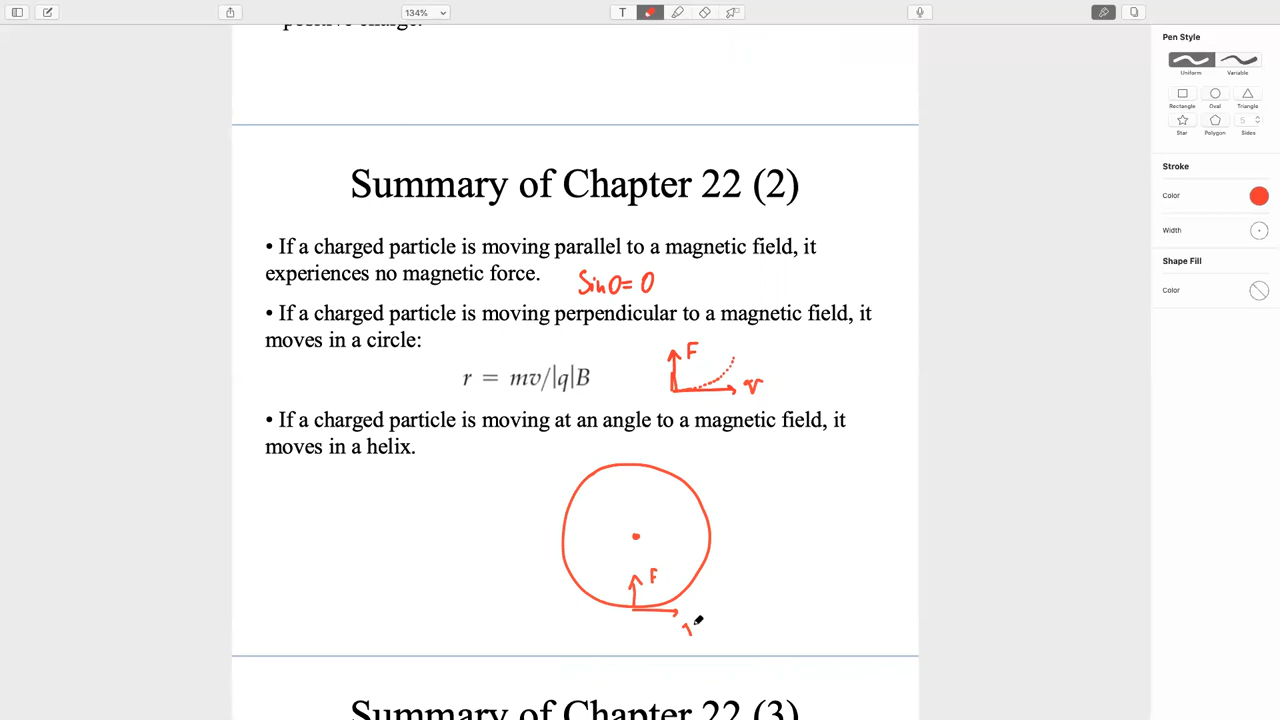 134%
T
positive charge.
Pen Style
Uniform
Variable
Rectangle
Oval
Triangle
Star
Polygon
5
Sides
Stroke
Color
Width
Shape Fill
Color
Summary of Chapter 22 (2)
• If a charged particle is moving parallel to a magnetic field, it
experiences no magnetic force.
Sin0=0
• If a charged particle is moving perpendicular to a magnetic field, it
moves in a circle:
r = mv/|q|B
F
v
• If a charged particle is moving at an angle to a magnetic field, it
moves in a helix.
F
Summary of Chapter 22 (3)